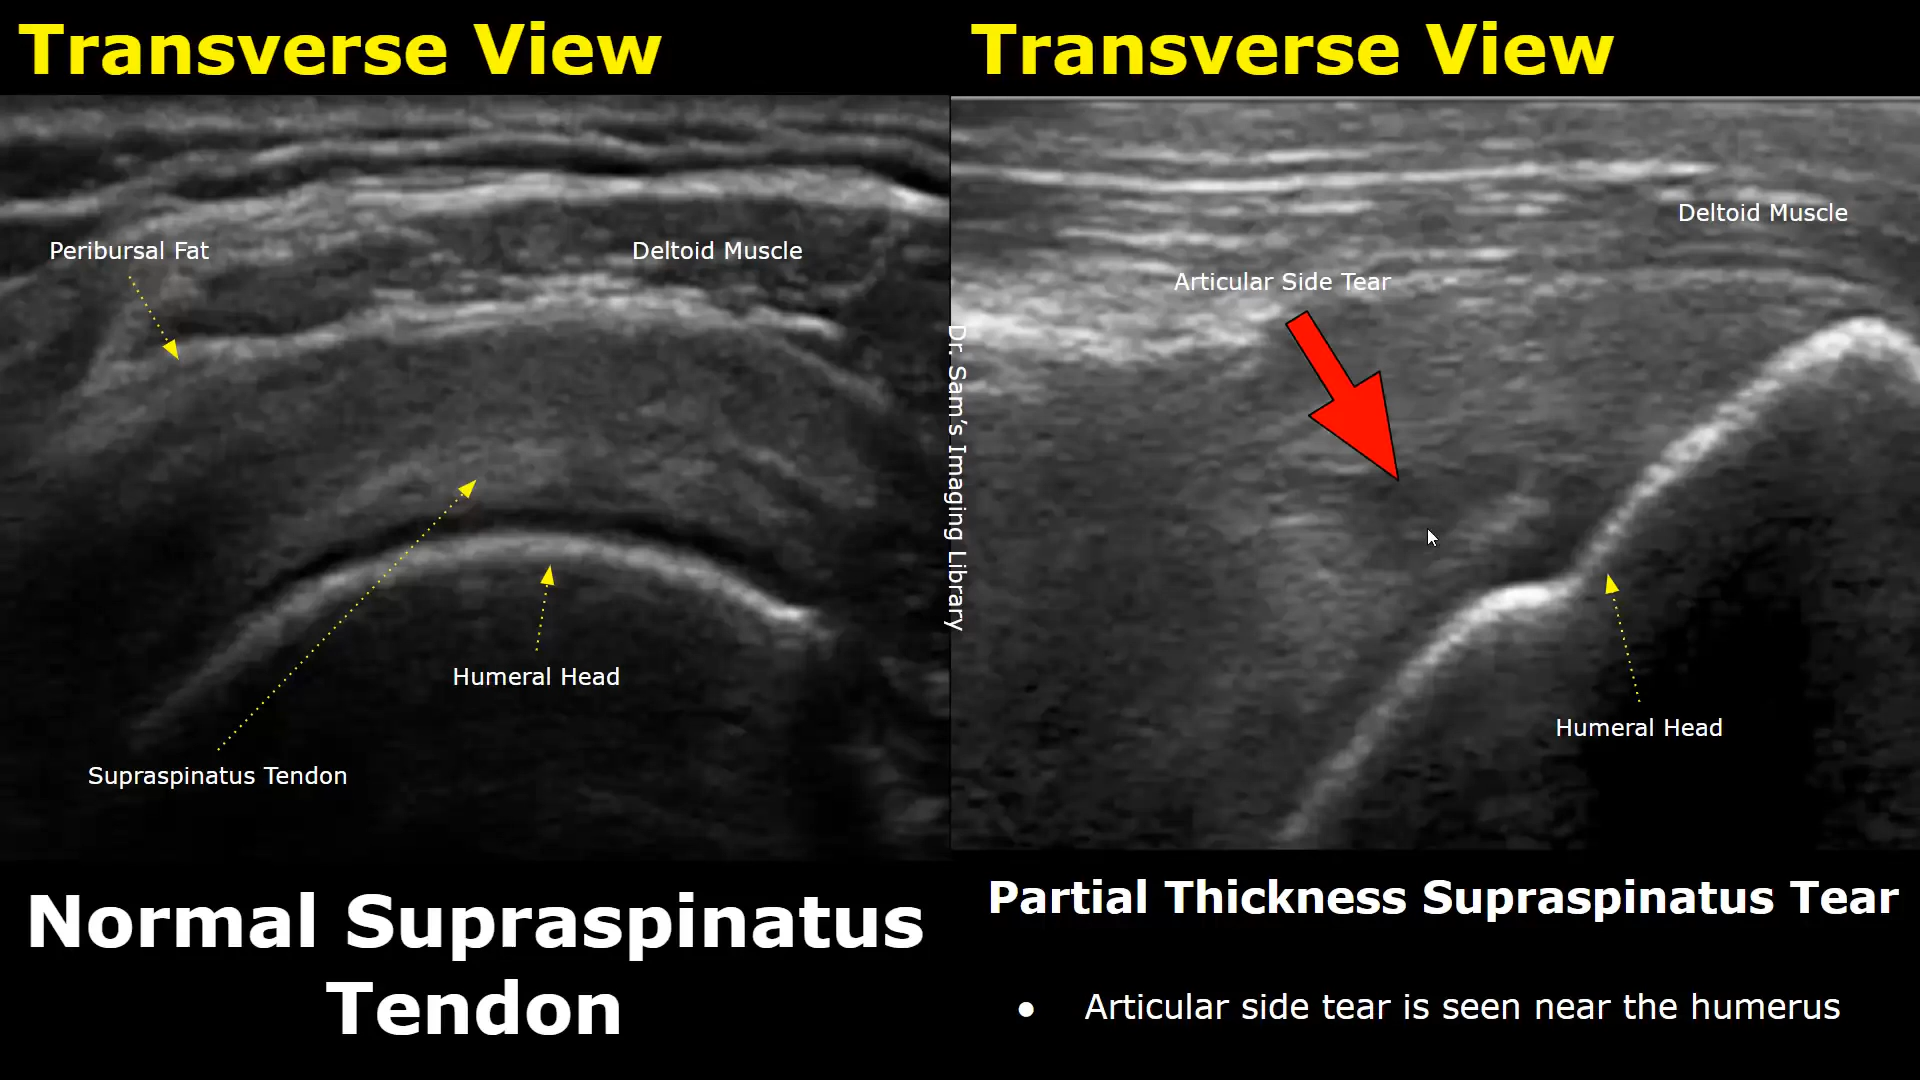 Transverse View
Peribursal Fat
Deltoid Muscle
Humeral Head
Supraspinatus Tendon
Normal Supraspinatus
Tendon
Dr. Sam's Imaging Library
Transverse View
Deltoid Muscle
Articular Side Tear
Humeral Head
Partial Thickness Supraspinatus Tear
● Articular side tear is seen near the humerus